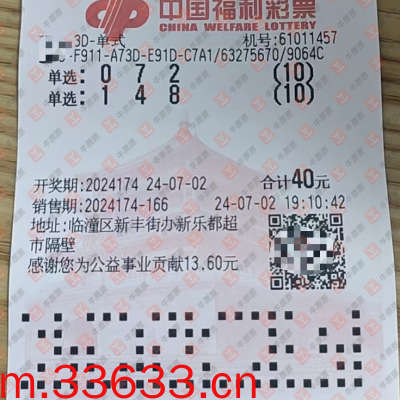 中国福利彩票
CHINA WELFARE LOTTERY
3D-单式 机号:61011457
-F911-A73D-E91D-C7A1/63275670/9064C
单选: 0 7 2 (10)
单选: 1 4 8 (10)
开奖期:2024174 24-07-02 合计40元
销售期:2024174-166 24-07-02 19:10:42
地址:临潼区新丰街办新乐都超
市隔壁
感谢您为公益事业贡献13.60元
m.33633.cn